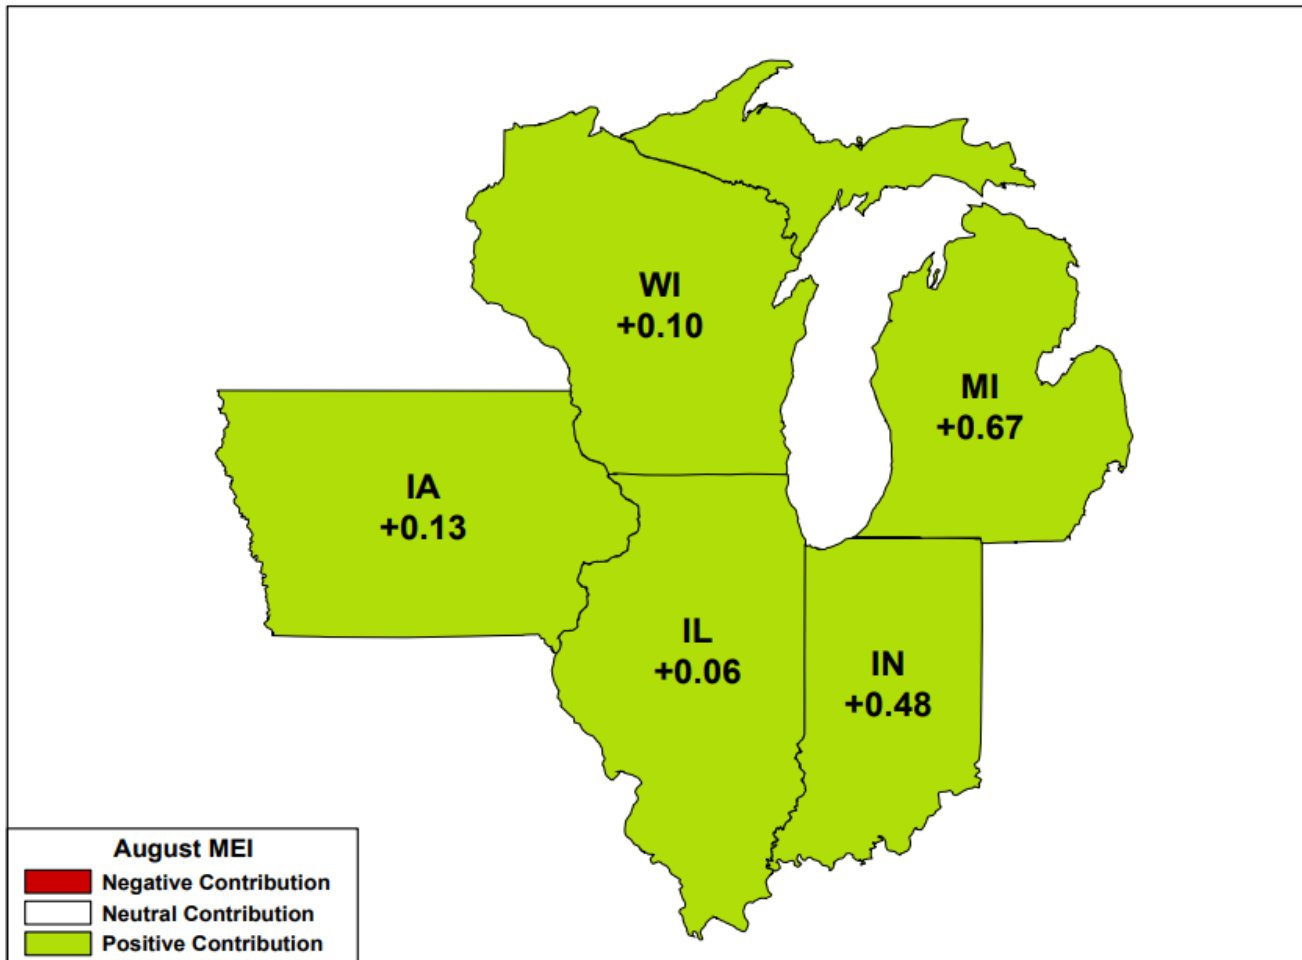 WI
+0.10
MI
+0.67
IA
+0.13
IL
+0.06
IN
+0.48
August MEI
Negative Contribution
Neutral Contribution
Positive Contribution